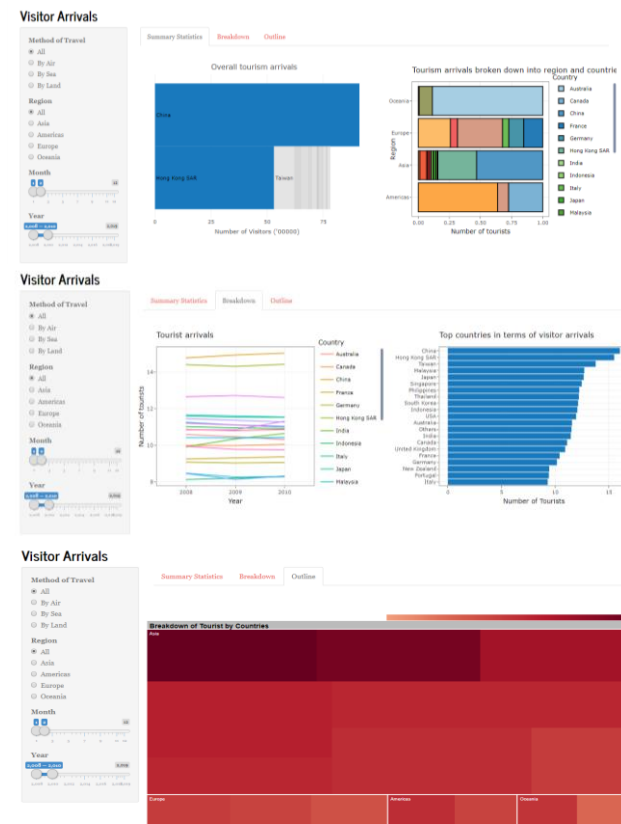 Visitor Arrivals
Method of Travel
All
By Air
By Sea
By Land
Region
All
Asia
Americas
Europe
Oceania
Month
Year
Summary Statistics Breakdown Outline
Overall tourism arrivals
China
Hong Kong SAR
Taiwan
0 25 50 75
Number of Visitors ('00000)
Tourism arrivals broken down into region and countrie
Country
Australia
Canada
China
France
Germany
Hong Kong SAR
India
Indonesia
Italy
Japan
Malaysia
Region
Oceania
Europe
Asia
Americas
0.00 0.25 0.50 0.75 1.00
Number of tourists
Visitor Arrivals
Method of Travel
All
By Air
By Sea
By Land
Region
All
Asia
Americas
Europe
Oceania
Month
Year
Summary Statistics Breakdown Outline
Tourist arrivals
Number of tourists
14
12
10
8
2008 2009 2010
Year
Country
Australia
Canada
China
France
Germany
Hong Kong SAR
India
Indonesia
Italy
Japan
Malaysia
Top countries in terms of visitor arrivals
China
Hong Kong SAR
Taiwan
Malaysia
Japan
Singapore
Philippines
Thailand
South Korea
Indonesia
USA
Australia
Others
India
Canada
United Kingdom
France
Germany
New Zealand
Portugal
Italy
0 5 10 15
Number of Tourists
Visitor Arrivals
Method of Travel
All
By Air
By Sea
By Land
Region
All
Asia
Americas
Europe
Oceania
Month
Year
Summary Statistics Breakdown Outline
Breakdown of Tourist by Countries
Asia
Europe
Americas
Oceania